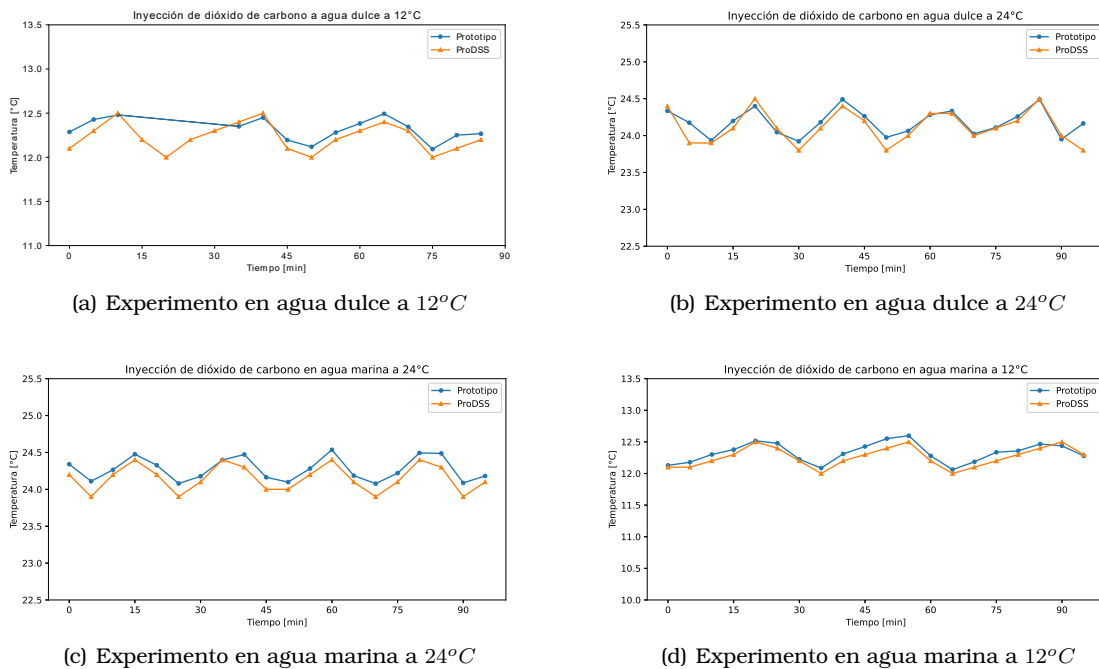 Inyección de dióxido de carbono a agua dulce a 12°C
13.5
13.0
12.5
12.0
11.5
11.0
Temperatura [°C]
Prototipo
ProDSS
0 15 30 45 60 75 90
Tiempo [min]
(a) Experimento en agua dulce a 12°C
Inyección de dióxido de carbono en agua dulce a 24°C
25.5
25.0
24.5
24.0
23.5
23.0
22.5
Temperatura [°C]
Prototipo
ProDSS
0 15 30 45 60 75 90
Tiempo [min]
(b) Experimento en agua dulce a 24°C
Inyección de dióxido de carbono en agua marina a 24°C
25.5
25.0
24.5
24.0
23.5
23.0
22.5
Temperatura [°C]
Prototipo
ProDSS
0 15 30 45 60 75 90
Tiempo [min]
(c) Experimento en agua marina a 24°C
Inyección de dióxido de carbono en agua marina a 12°C
13.5
13.0
12.5
12.0
11.5
11.0
10.5
10.0
Temperatura [°C]
Prototipo
ProDSS
0 15 30 45 60 75 90
Tiempo [min]
(d) Experimento en agua marina a 12°C